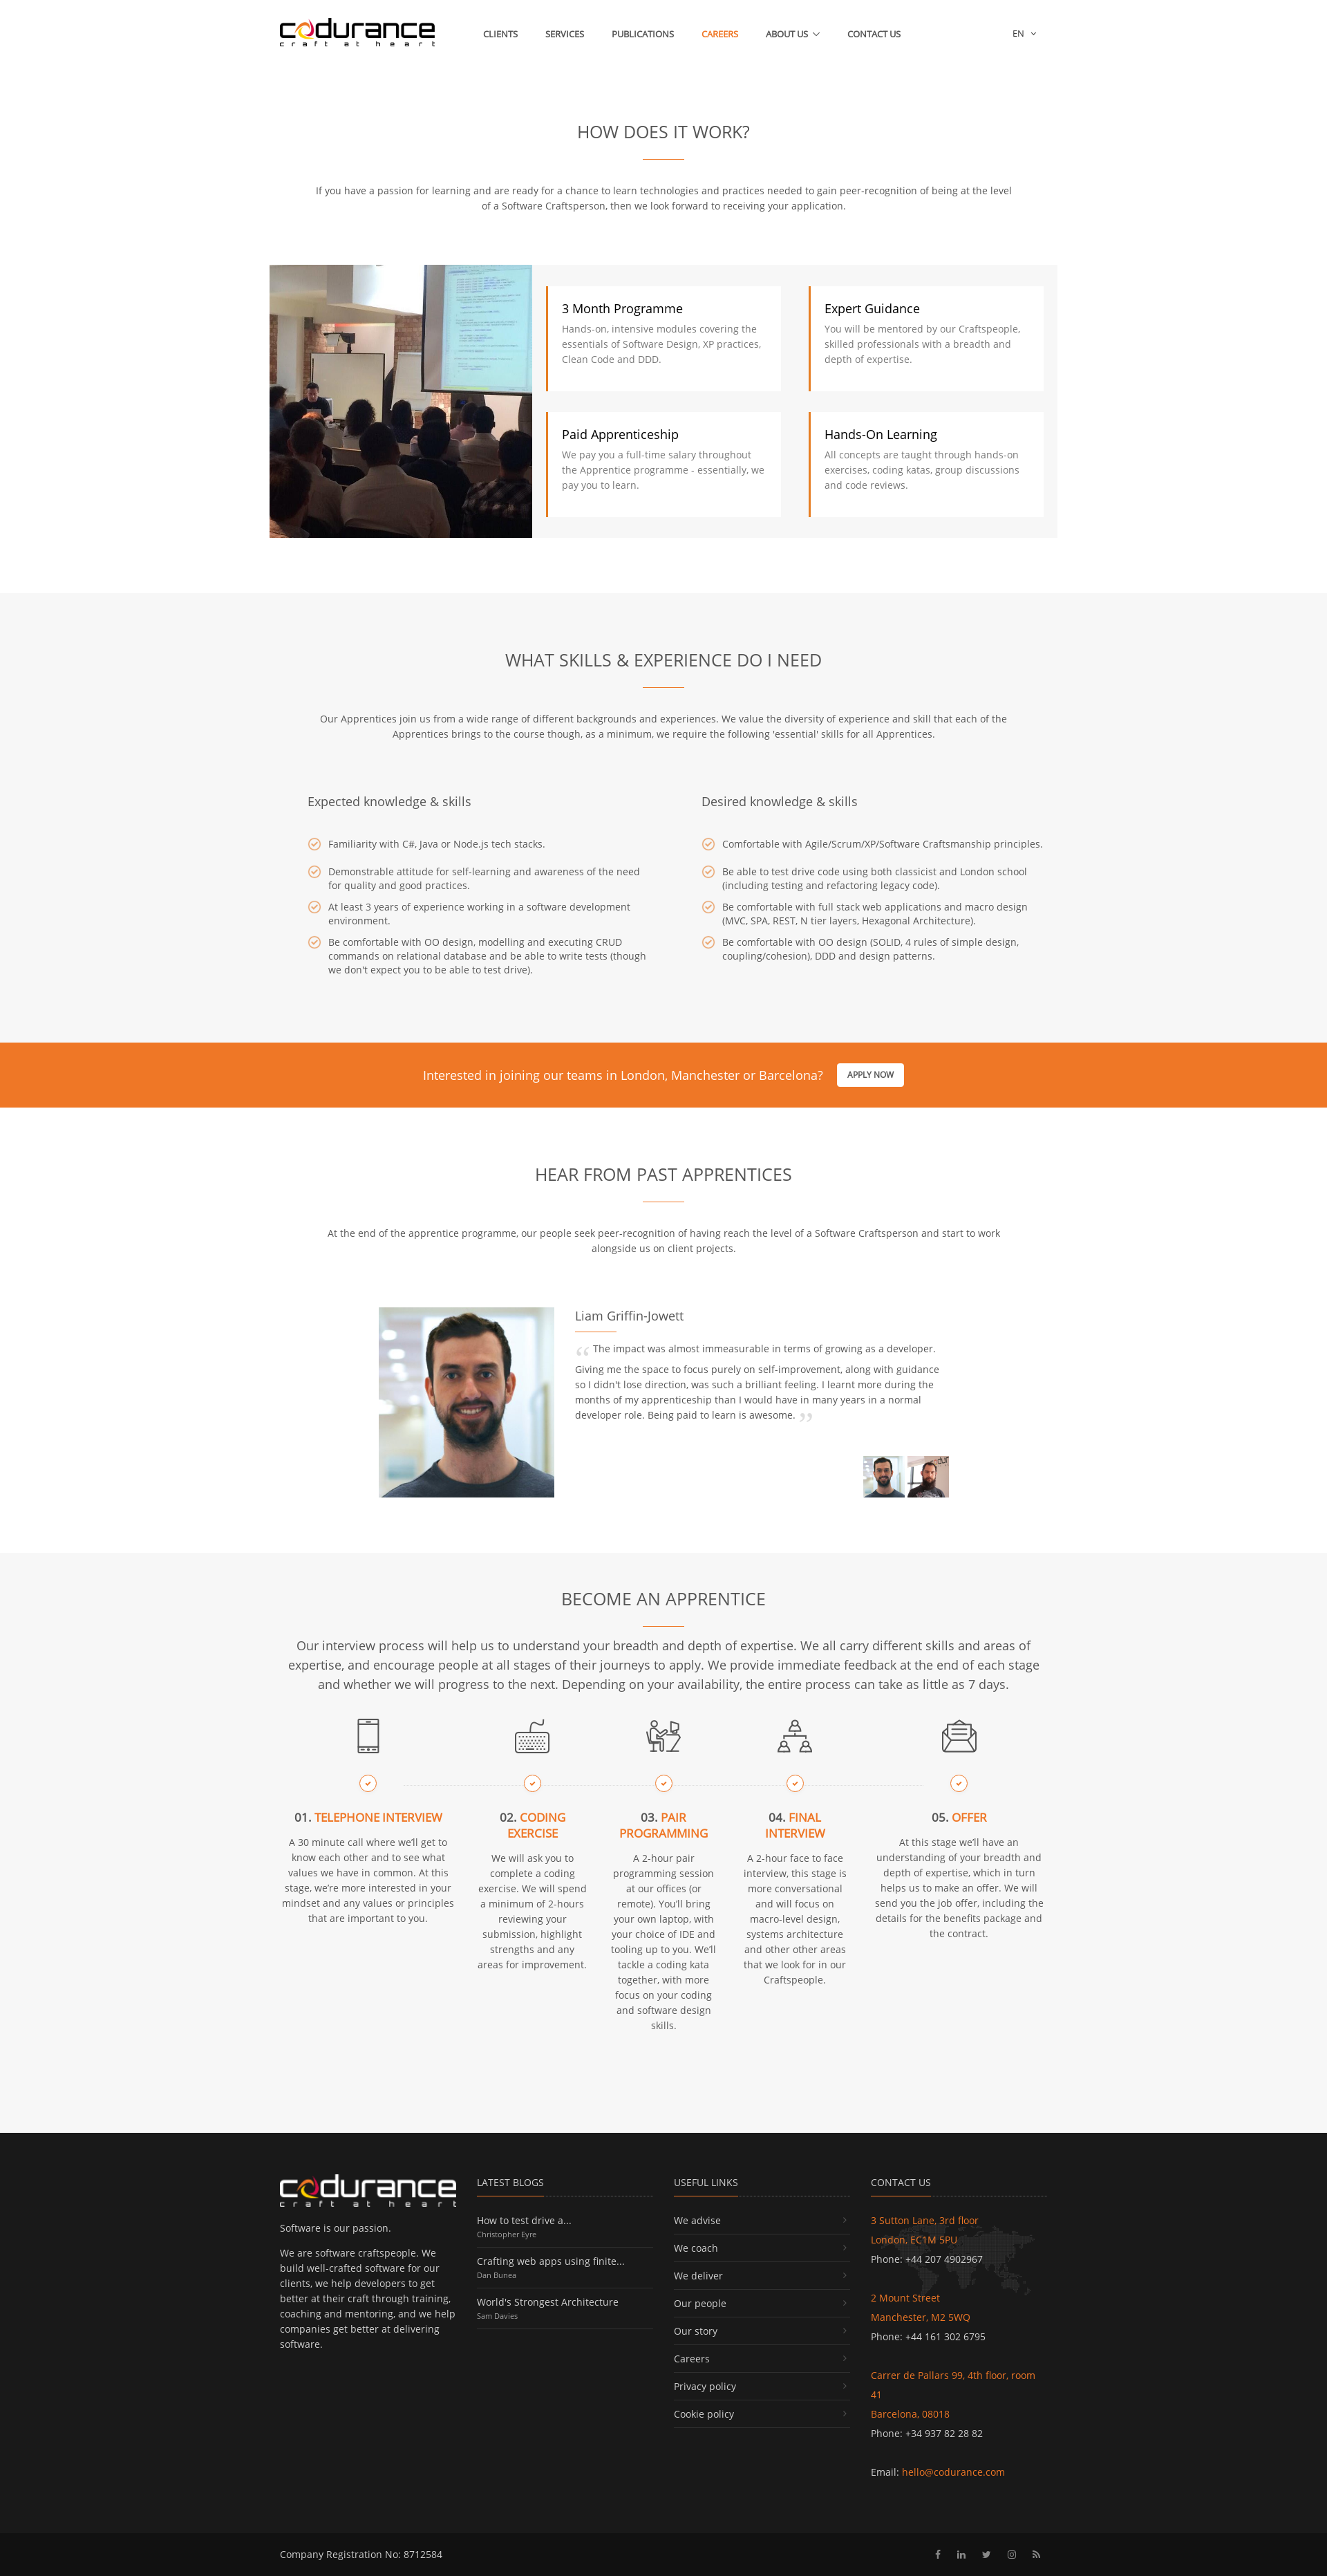 codurance
craft at heart
CLIENTS
SERVICES
PUBLICATIONS
CAREERS
ABOUT US
CONTACT US
EN
HOW DOES IT WORK?
If you have a passion for learning and are ready for a chance to learn technologies and practices needed to gain peer-recognition of being at the level
of a Software Craftsperson, then we look forward to receiving your application.
3 Month Programme
Hands-on, intensive modules covering the
essentials of Software Design, XP practices,
Clean Code and DDD.
Expert Guidance
You will be mentored by our Craftspeople,
skilled professionals with a breadth and
depth of expertise.
Paid Apprenticeship
We pay you a full-time salary throughout
the Apprentice programme - essentially, we
pay you to learn.
Hands-On Learning
All concepts are taught through hands-on
exercises, coding katas, group discussions
and code reviews.
WHAT SKILLS & EXPERIENCE DO I NEED
Our Apprentices join us from a wide range of different backgrounds and experiences. We value the diversity of experience and skill that each of the
Apprentices brings to the course though, as a minimum, we require the following 'essential' skills for all Apprentices.
Expected knowledge & skills
Familiarity with C#, Java or Node.js tech stacks.
Demonstrable attitude for self-learning and awareness of the need
for quality and good practices.
At least 3 years of experience working in a software development
environment.
Be comfortable with OO design, modelling and executing CRUD
commands on relational database and be able to write tests (though
we don't expect you to be able to test drive).
Desired knowledge & skills
Comfortable with Agile/Scrum/XP/Software Craftsmanship principles.
Be able to test drive code using both classicist and London school
(including testing and refactoring legacy code).
Be comfortable with full stack web applications and macro design
(MVC, SPA, REST, N tier layers, Hexagonal Architecture).
Be comfortable with OO design (SOLID, 4 rules of simple design,
coupling/cohesion), DDD and design patterns.
Interested in joining our teams in London, Manchester or Barcelona?
APPLY NOW
HEAR FROM PAST APPRENTICES
At the end of the apprentice programme, our people seek peer-recognition of having reach the level of a Software Craftsperson and start to work
alongside us on client projects.
Liam Griffin-Jowett
“ The impact was almost immeasurable in terms of growing as a developer.
Giving me the space to focus purely on self-improvement, along with guidance
so I didn't lose direction, was such a brilliant feeling. I learnt more during the
months of my apprenticeship than I would have in many years in a normal
developer role. Being paid to learn is awesome. ”
BECOME AN APPRENTICE
Our interview process will help us to understand your breadth and depth of expertise. We all carry different skills and areas of
expertise, and encourage people at all stages of their journeys to apply. We provide immediate feedback at the end of each stage
and whether we will progress to the next. Depending on your availability, the entire process can take as little as 7 days.
01. TELEPHONE INTERVIEW
A 30 minute call where we’ll get to
know each other and to see what
values we have in common. At this
stage, we’re more interested in your
mindset and any values or principles
that are important to you.
02. CODING
EXERCISE
We will ask you to
complete a coding
exercise. We will spend
a minimum of 2-hours
reviewing your
submission, highlight
strengths and any
areas for improvement.
03. PAIR
PROGRAMMING
A 2-hour pair
programming session
at our offices (or
remote). You’ll bring
your own laptop, with
your choice of IDE and
tooling up to you. We’ll
tackle a coding kata
together, with more
focus on your coding
and software design
skills.
04. FINAL
INTERVIEW
A 2-hour face to face
interview, this stage is
more conversational
and will focus on
macro-level design,
systems architecture
and other other areas
that we look for in our
Craftspeople.
05. OFFER
At this stage we’ll have an
understanding of your breadth and
depth of expertise, which in turn
helps us to make an offer. We will
send you the job offer, including the
details for the benefits package and
the contract.
codurance
craft at heart
Software is our passion.
We are software craftspeople. We
build well-crafted software for our
clients, we help developers to get
better at their craft through training,
coaching and mentoring, and we help
companies get better at delivering
software.
LATEST BLOGS
How to test drive a...
Christopher Eyre
Crafting web apps using finite...
Dan Bunea
World's Strongest Architecture
Sam Davies
USEFUL LINKS
We advise
We coach
We deliver
Our people
Our story
Careers
Privacy policy
Cookie policy
CONTACT US
3 Sutton Lane, 3rd floor
London, EC1M 5PU
Phone: +44 207 4902967
2 Mount Street
Manchester, M2 5WQ
Phone: +44 161 302 6795
Carrer de Pallars 99, 4th floor, room
41
Barcelona, 08018
Phone: +34 937 82 28 82
Email: hello@codurance.com
Company Registration No: 8712584